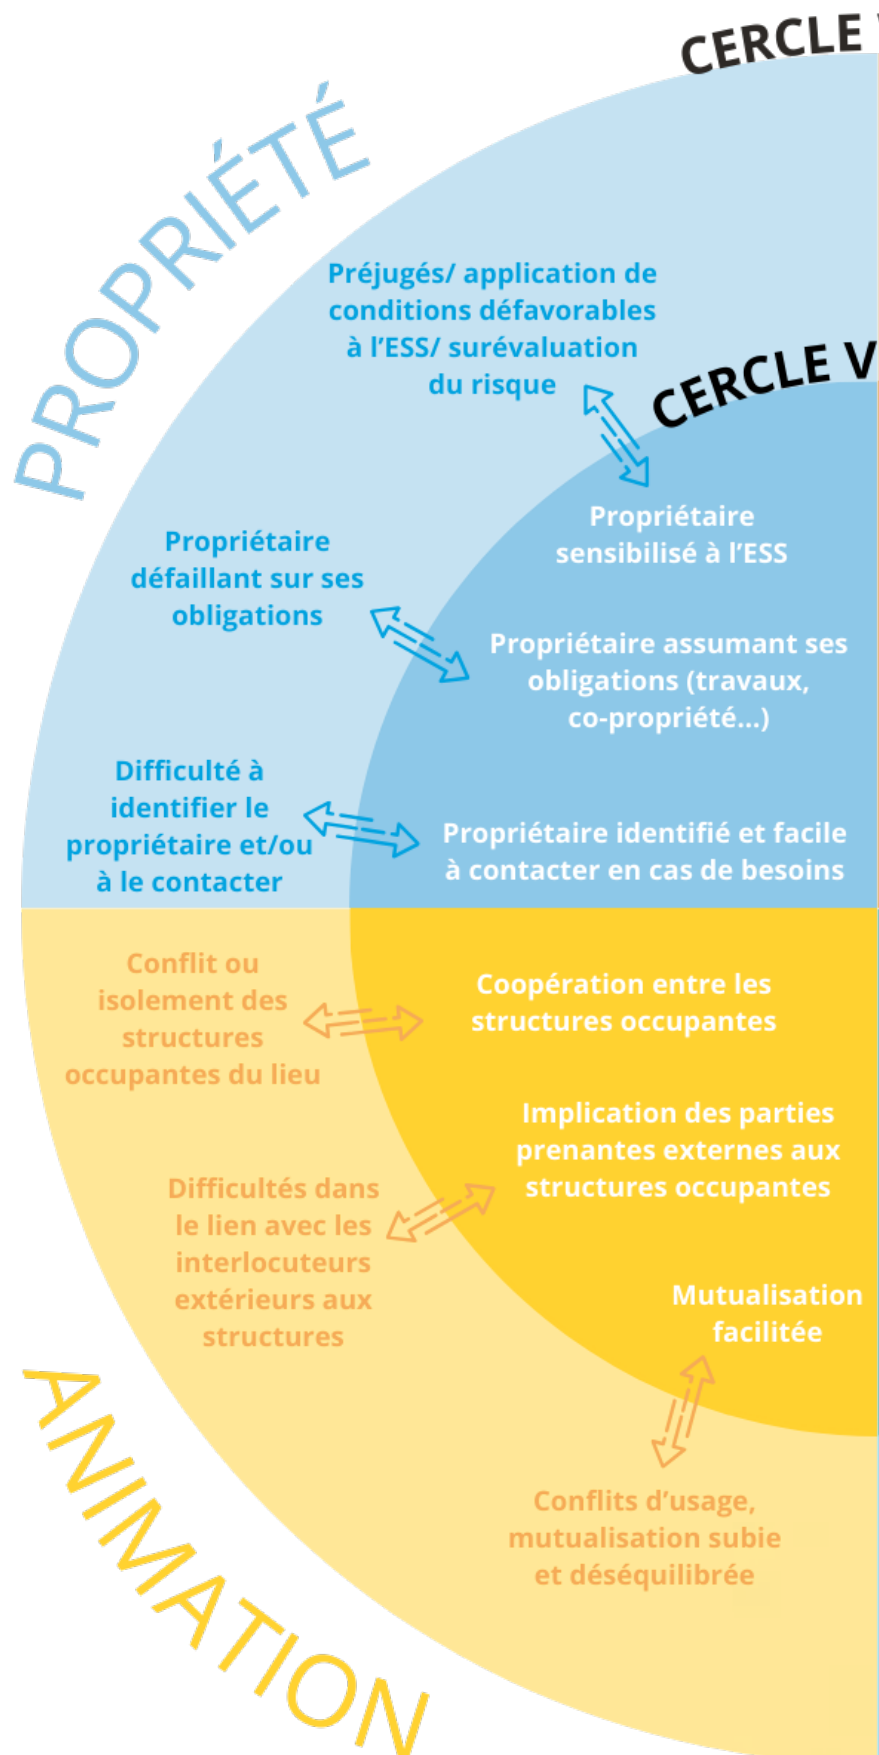 CERCLE
PROPRIÉTÉ
Préjugés/ application de
conditions défavorables
à l'ESS/ surévaluation
du risque
CERCLE V
Propriétaire
sensibilisé à l'ESS
Propriétaire
défaillant sur ses
obligations
Propriétaire assumant ses
obligations (travaux,
co-propriété...)
Difficulté à
identifier le
propriétaire et/ou
à le contacter
Propriétaire identifié et facile
à contacter en cas de besoins
Conflit ou
isolement des
structures
occupantes du lieu
Coopération entre les
structures occupantes
Implication des parties
prenantes externes aux
structures occupantes
Difficultés dans
le lien avec les
interlocuteurs
extérieurs aux
structures
Mutualisation
facilitée
ANIMATION
Conflits d'usage,
mutualisation subie
et déséquilibrée